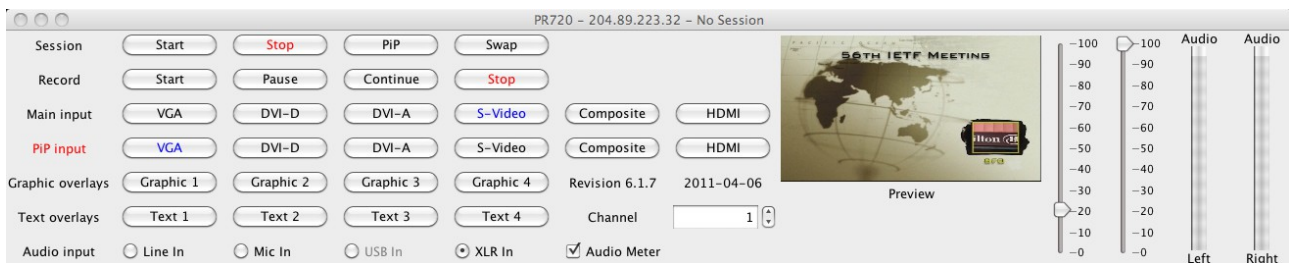 PR720 – 204.89.223.32 – No Session
Session Start Stop PiP Swap
Record Start Pause Continue Stop
Main input VGA DVI–D DVI–A S–Video Composite HDMI
PiP input VGA DVI–D DVI–A S–Video Composite HDMI
Graphic overlays Graphic 1 Graphic 2 Graphic 3 Graphic 4 Revision 6.1.7 2011–04–06
Text overlays Text 1 Text 2 Text 3 Text 4 Channel 1
Audio input Line In Mic In USB In XLR In Audio Meter
56TH IETF MEETING
ilton
SFO
Preview
100 100
90 90
80 80
70 70
60 60
50 50
40 40
30 30
20 20
10 10
0 0
Audio Audio
Left Right